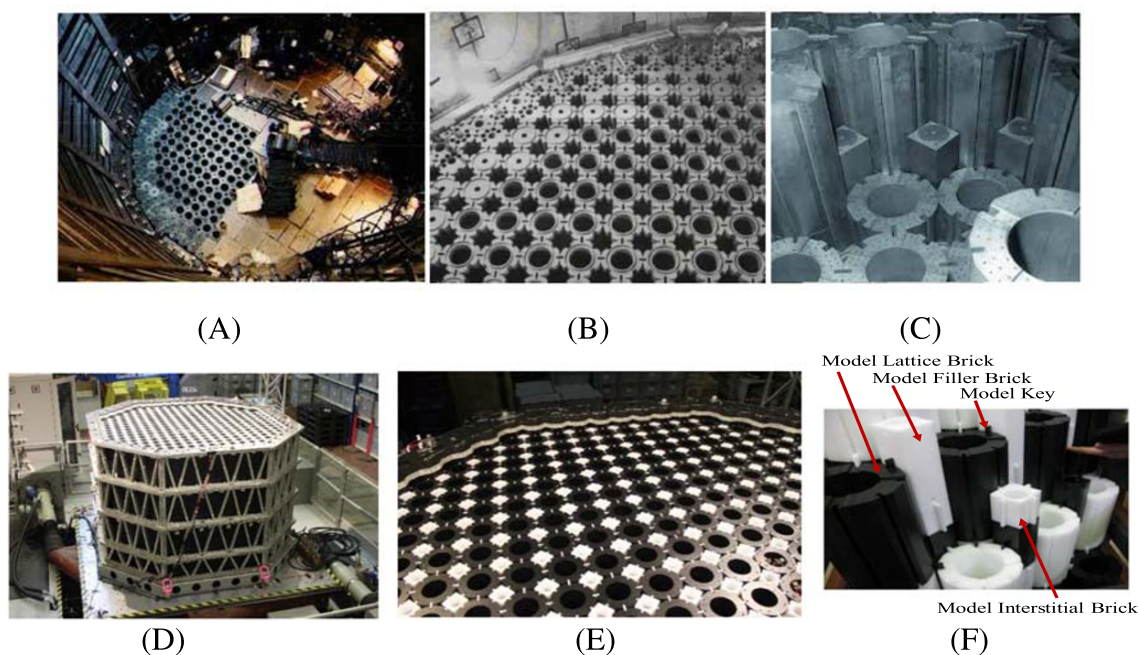 (A)
(B)
(C)
Model Lattice Brick
Model Filler Brick
Model Key
Model Interstitial Brick
(D)
(E)
(F)